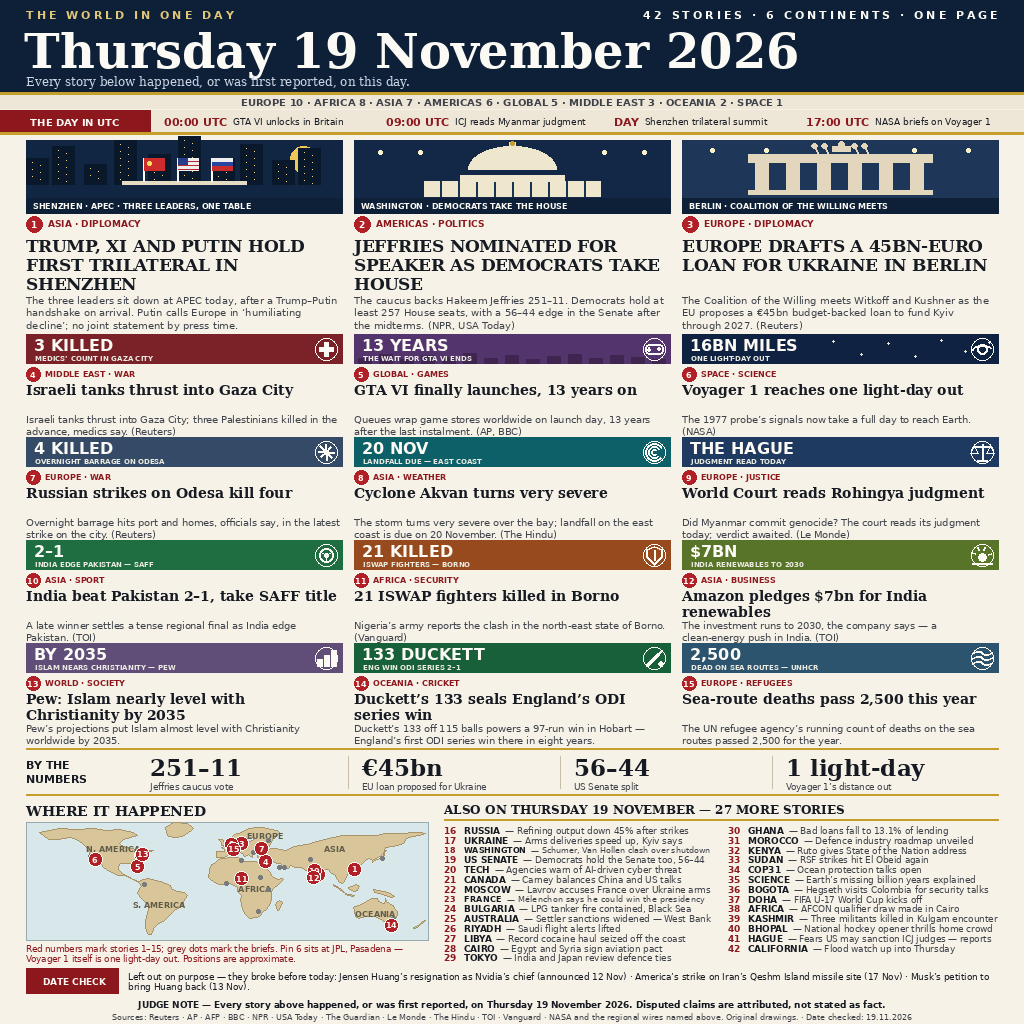 THE WORLD IN ONE DAY
42 STORIES · 6 CONTINENTS · ONE PAGE
Thursday 19 November 2026
Every story below happened, or was first reported, on this day.
EUROPE 10 · AFRICA 8 · ASIA 7 · AMERICAS 6 · GLOBAL 5 · MIDDLE EAST 3 · OCEANIA 2 · SPACE 1
THE DAY IN UTC
00:00 UTC GTA VI unlocks in Britain
09:00 UTC ICJ reads Myanmar judgment
DAY Shenzhen trilateral summit
17:00 UTC NASA briefs on Voyager 1
SHENZHEN · APEC · THREE LEADERS, ONE TABLE
1 ASIA · DIPLOMACY
TRUMP, XI AND PUTIN HOLD
FIRST TRILATERAL IN
SHENZHEN
The three leaders sit down at APEC today, after a Trump–Putin
handshake on arrival. Putin calls Europe in ‘humiliating
decline’; no joint statement by press time.
WASHINGTON · DEMOCRATS TAKE THE HOUSE
2 AMERICAS · POLITICS
JEFFRIES NOMINATED FOR
SPEAKER AS DEMOCRATS TAKE
HOUSE
The caucus backs Hakeem Jeffries 251–11. Democrats hold at
least 257 House seats, with a 56–44 edge in the Senate after
the midterms. (NPR, USA Today)
BERLIN · COALITION OF THE WILLING MEETS
3 EUROPE · DIPLOMACY
EUROPE DRAFTS A 45BN-EURO
LOAN FOR UKRAINE IN BERLIN
The Coalition of the Willing meets Witkoff and Kushner as the
EU proposes a €45bn budget-backed loan to fund Kyiv
through 2027. (Reuters)
3 KILLED
MEDICS’ COUNT IN GAZA CITY
4 MIDDLE EAST · WAR
Israeli tanks thrust into Gaza City
Israeli tanks thrust into Gaza City; three Palestinians killed in the
advance, medics say. (Reuters)
13 YEARS
THE WAIT FOR GTA VI ENDS
5 GLOBAL · GAMES
GTA VI finally launches, 13 years on
Queues wrap game stores worldwide on launch day, 13 years
after the last instalment. (AP, BBC)
16BN MILES
ONE LIGHT-DAY OUT
6 SPACE · SCIENCE
Voyager 1 reaches one light-day out
The 1977 probe’s signals now take a full day to reach Earth.
(NASA)
4 KILLED
OVERNIGHT BARRAGE ON ODESA
7 EUROPE · WAR
Russian strikes on Odesa kill four
Overnight barrage hits port and homes, officials say, in the latest
strike on the city. (Reuters)
20 NOV
LANDFALL DUE — EAST COAST
8 ASIA · WEATHER
Cyclone Akvan turns very severe
The storm turns very severe over the bay; landfall on the east
coast is due on 20 November. (The Hindu)
THE HAGUE
JUDGMENT READ TODAY
9 EUROPE · JUSTICE
World Court reads Rohingya judgment
Did Myanmar commit genocide? The court reads its judgment
today; verdict awaited. (Le Monde)
2–1
INDIA EDGE PAKISTAN — SAFF
10 ASIA · SPORT
India beat Pakistan 2–1, take SAFF title
A late winner settles a tense regional final as India edge
Pakistan. (TOI)
21 KILLED
ISWAP FIGHTERS — BORNO
11 AFRICA · SECURITY
21 ISWAP fighters killed in Borno
Nigeria’s army reports the clash in the north-east state of Borno.
(Vanguard)
$7BN
INDIA RENEWABLES TO 2030
12 ASIA · BUSINESS
Amazon pledges $7bn for India
renewables
The investment runs to 2030, the company says — a
clean-energy push in India. (TOI)
BY 2035
ISLAM NEARS CHRISTIANITY — PEW
13 WORLD · SOCIETY
Pew: Islam nearly level with
Christianity by 2035
Pew’s projections put Islam almost level with Christianity
worldwide by 2035.
133 DUCKETT
ENG WIN ODI SERIES 2–1
14 OCEANIA · CRICKET
Duckett’s 133 seals England’s ODI
series win
Duckett’s 133 off 115 balls powers a 97-run win in Hobart —
England’s first ODI series win there in eight years.
2,500
DEAD ON SEA ROUTES — UNHCR
15 EUROPE · REFUGEES
Sea-route deaths pass 2,500 this year
The UN refugee agency’s running count of deaths on the sea
routes passed 2,500 for the year.
BY THE
NUMBERS
251–11
Jeffries caucus vote
€45bn
EU loan proposed for Ukraine
56–44
US Senate split
1 light-day
Voyager 1’s distance out
WHERE IT HAPPENED
N. AMERICA
EUROPE
ASIA
AFRICA
S. AMERICA
OCEANIA
6
13
5
15
3
7
4
11
12
1
14
Red numbers mark stories 1–15; grey dots mark the briefs. Pin 6 sits at JPL, Pasadena —
Voyager 1 itself is one light-day out. Positions are approximate.
ALSO ON THURSDAY 19 NOVEMBER — 27 MORE STORIES
16 RUSSIA — Refining output down 45% after strikes
17 UKRAINE — Arms deliveries speed up, Kyiv says
18 WASHINGTON — Schumer, Van Hollen clash over shutdown
19 US SENATE — Democrats hold the Senate too, 56–44
20 TECH — Agencies warn of AI-driven cyber threat
21 CANADA — Carney balances China and US talks
22 MOSCOW — Lavrov accuses France over Ukraine arms
23 FRANCE — Mélenchon says he could win the presidency
24 BULGARIA — LPG tanker fire contained, Black Sea
25 AUSTRALIA — Settler sanctions widened — West Bank
26 RIYADH — Saudi flight alerts lifted
27 LIBYA — Record cocaine haul seized off the coast
28 CAIRO — Egypt and Syria sign aviation pact
29 TOKYO — India and Japan review defence ties
30 GHANA — Bad loans fall to 13.1% of lending
31 MOROCCO — Defence industry roadmap unveiled
32 KENYA — Ruto gives State of the Nation address
33 SUDAN — RSF strikes hit El Obeid again
34 COP31 — Ocean protection talks open
35 SCIENCE — Earth’s missing billion years explained
36 BOGOTA — Hegseth visits Colombia for security talks
37 DOHA — FIFA U-17 World Cup kicks off
38 AFRICA — AFCON qualifier draw made in Cairo
39 KASHMIR — Three militants killed in Kulgam encounter
40 BHOPAL — National hockey opener thrills home crowd
41 HAGUE — Fears US may sanction ICJ judges — reports
42 CALIFORNIA — Flood watch up into Thursday
DATE CHECK
Left out on purpose — they broke before today: Jensen Huang’s resignation as Nvidia’s chief (announced 12 Nov) · America’s strike on Iran’s Qeshm Island missile site (17 Nov) · Musk’s petition to
bring Huang back (13 Nov).
JUDGE NOTE — Every story above happened, or was first reported, on Thursday 19 November 2026. Disputed claims are attributed, not stated as fact.
Sources: Reuters · AP · AFP · BBC · NPR · USA Today · The Guardian · Le Monde · The Hindu · TOI · Vanguard · NASA and the regional wires named above. Original drawings. · Date checked: 19.11.2026